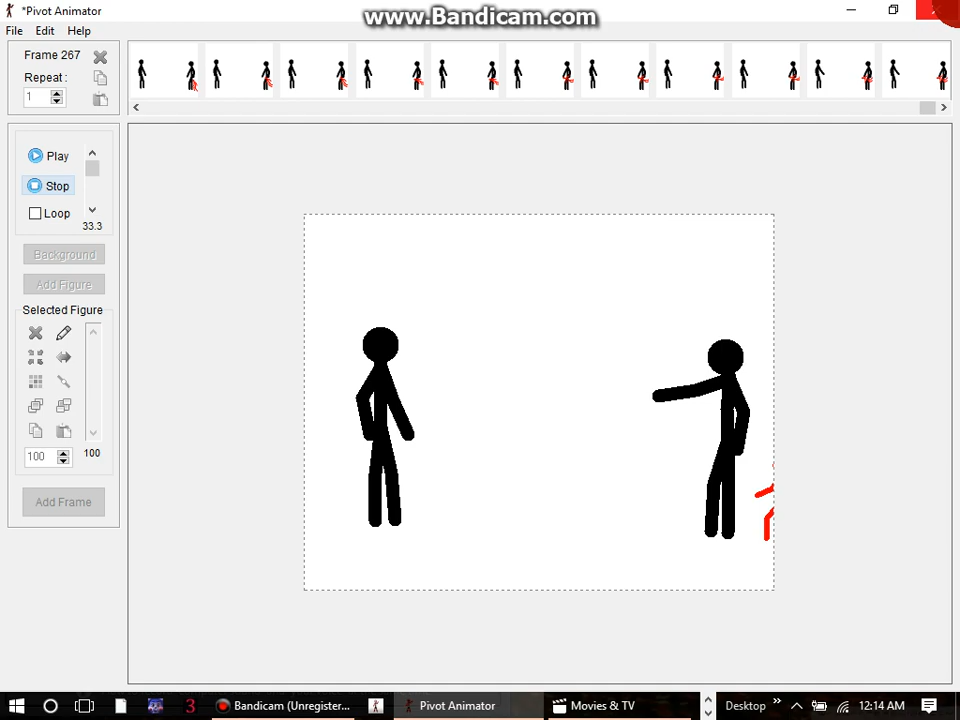 *Pivot Animator
www.Bandicam.com
File Edit Help
Frame 267
Repeat :
1
Play
Stop
Loop
33.3
Background
Add Figure
Selected Figure
100
100
Add Frame
3
Bandicam (Unregister...
Pivot Animator
Movies & TV
Desktop
12:14 AM